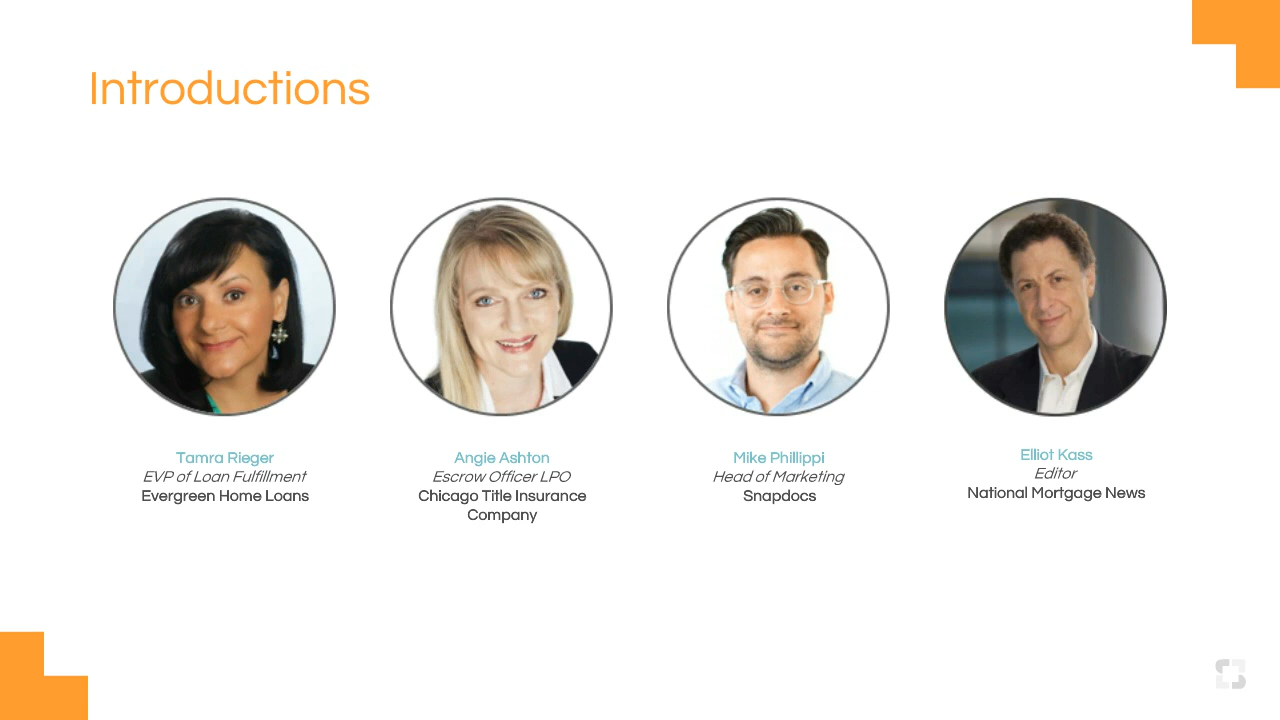 Introductions
Tamra Rieger
EVP of Loan Fulfillment
Evergreen Home Loans
Angie Ashton
Escrow Officer LPO
Chicago Title Insurance
Company
Mike Phillippi
Head of Marketing
Snapdocs
Elliot Kass
Editor
National Mortgage News